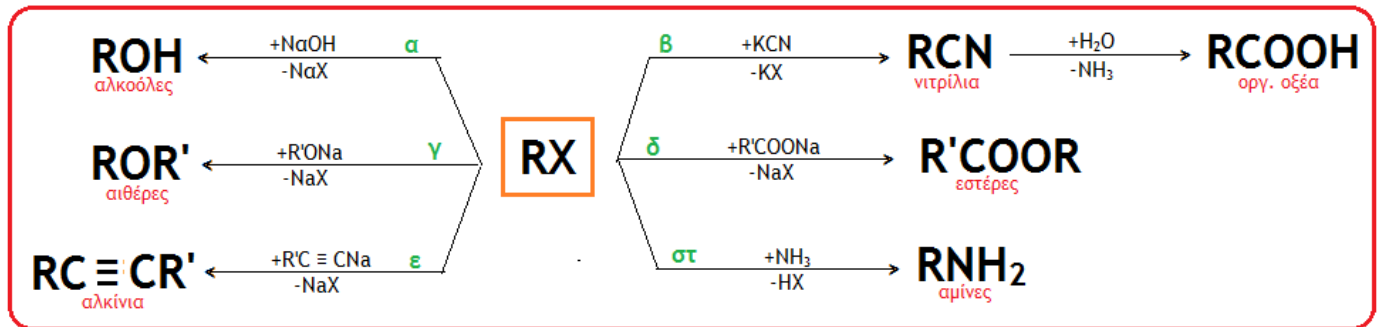 ROH
αλκοόλες
+NαOH
-NαX
α
β
+KCN
-KX
RCN
νιτρίλια
+H₂O
-NH₃
RCOOH
οργ. οξέα
ROR'
αιθέρες
+R'ONa
-NaX
γ
RX
δ
+R'COONa
-NaX
R'COOR
εστέρες
RC ≡ CR'
αλκίνια
+R'C ≡ CNa
-NaX
ε
στ
+NH₃
-HX
RNH₂
αμίνες